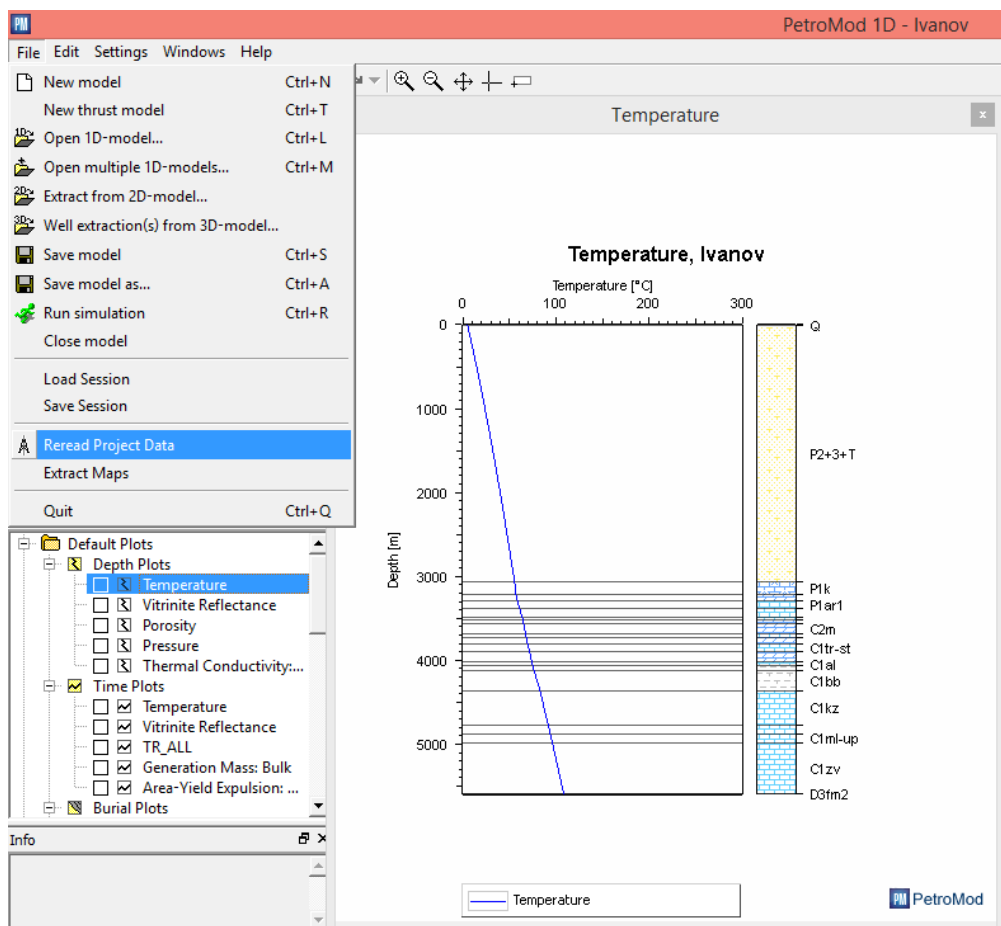 PM
PetroMod 1D - Ivanov
File Edit Settings Windows Help
New model Ctrl+N
New thrust model Ctrl+T
1D Open 1D-model... Ctrl+L
Open multiple 1D-models... Ctrl+M
2D Extract from 2D-model...
3D Well extraction(s) from 3D-model...
Save model Ctrl+S
Save model as... Ctrl+A
Run simulation Ctrl+R
Close model
Load Session
Save Session
Reread Project Data
Extract Maps
Quit Ctrl+Q
Default Plots
Depth Plots
Temperature
Vitrinite Reflectance
Porosity
Pressure
Thermal Conductivity:...
Time Plots
Temperature
Vitrinite Reflectance
TR_ALL
Generation Mass: Bulk
Area-Yield Expulsion: ...
Burial Plots
Info
Temperature
x
Temperature, Ivanov
Temperature [°C]
0 100 200 300
0
1000
2000
3000
4000
5000
Depth [m]
Q
P2+3+T
P1k
P1ar1
C2m
C1tr-st
C1al
C1bb
C1kz
C1ml-up
C1zv
D3fm2
Temperature
PM PetroMod